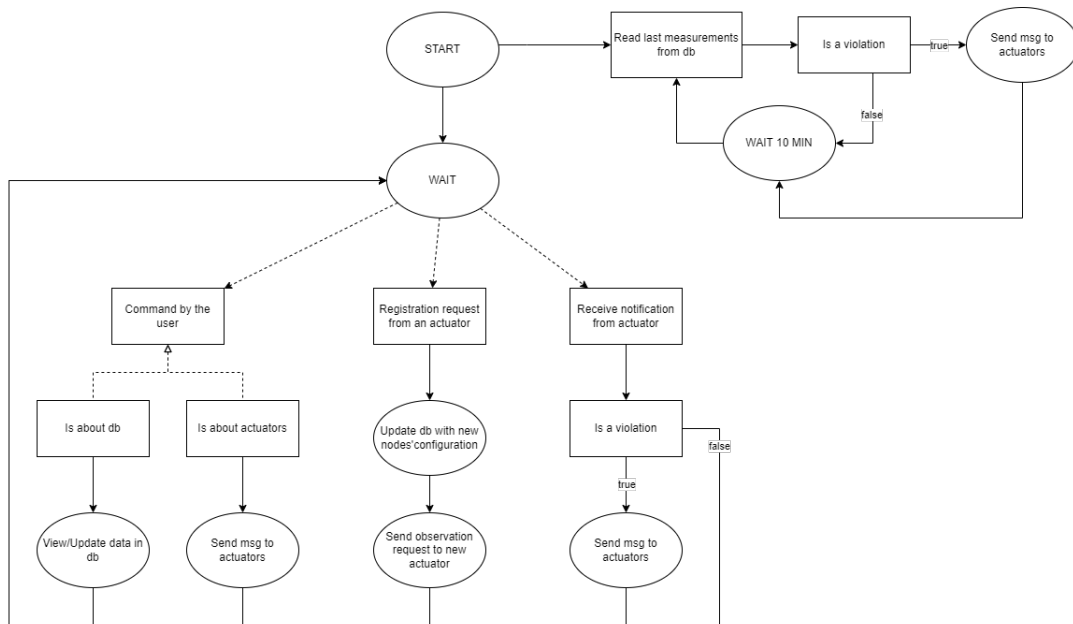 START
Read last measurements
from db
Is a violation
true
Send msg to
actuators
false
WAIT 10 MIN
WAIT
Command by the
user
Registration request
from an actuator
Receive notification
from actuator
Is about db
Is about actuators
Update db with new
nodes'configuration
Is a violation
false
true
View/Update data in
db
Send msg to
actuators
Send observation
request to new
actuator
Send msg to
actuators